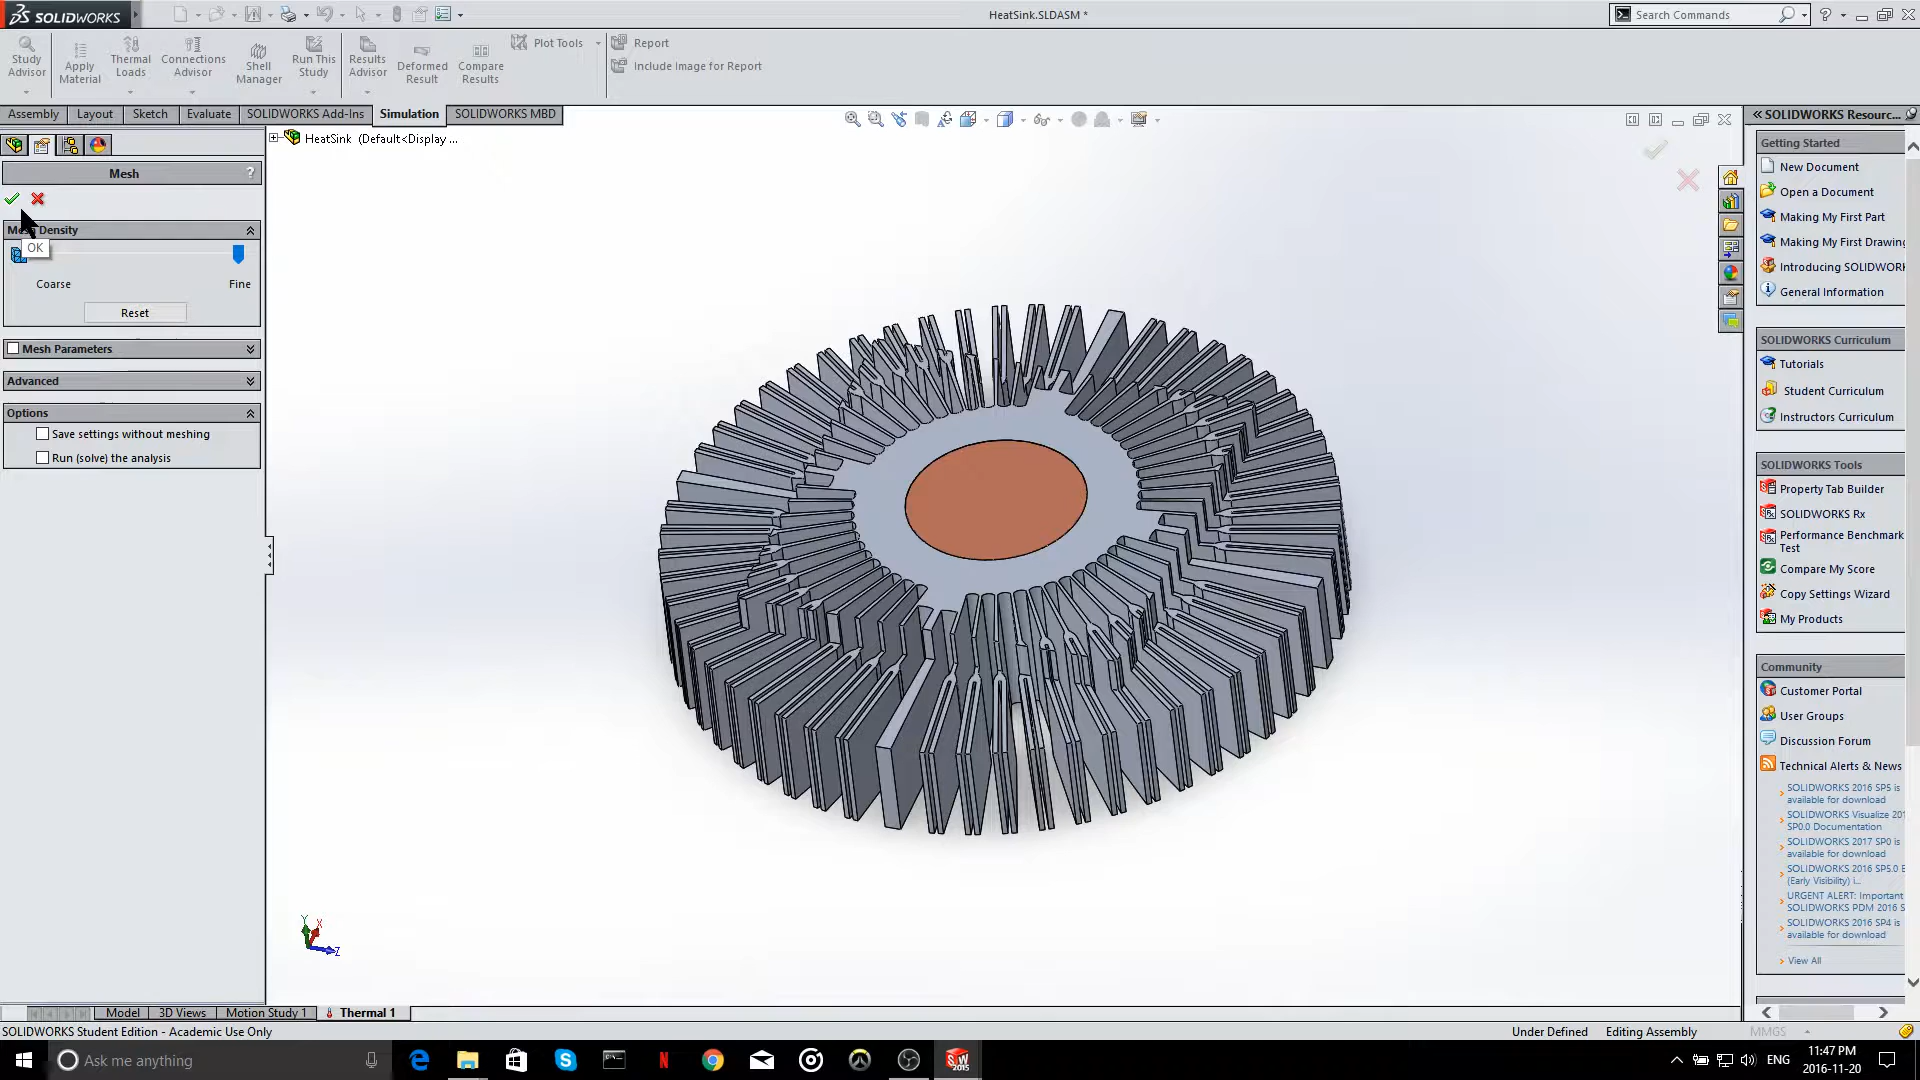 SOLIDWORKS
HeatSink.SLDASM *
Search Commands
Study Advisor
Apply Material
Thermal Loads
Connections Advisor
Shell Manager
Run This Study
Results Advisor
Deformed Result
Compare Results
Plot Tools
Report
Include Image for Report
Assembly
Layout
Sketch
Evaluate
SOLIDWORKS Add-Ins
Simulation
SOLIDWORKS MBD
HeatSink (Default<Display ...
Mesh
?
Mesh Density
OK
Coarse
Fine
Reset
Mesh Parameters
Advanced
Options
Save settings without meshing
Run (solve) the analysis
Y
X
Z
SOLIDWORKS Resourc...
Getting Started
New Document
Open a Document
Making My First Part
Making My First Drawing
Introducing SOLIDWORK
General Information
SOLIDWORKS Curriculum
Tutorials
Student Curriculum
Instructors Curriculum
SOLIDWORKS Tools
Property Tab Builder
SOLIDWORKS Rx
Performance Benchmark
Test
Compare My Score
Copy Settings Wizard
My Products
Community
Customer Portal
User Groups
Discussion Forum
Technical Alerts & News
SOLIDWORKS 2016 SP5 is
available for download
SOLIDWORKS Visualize 20
SP0.0 Documentation
SOLIDWORKS 2017 SP0 is
available for download
SOLIDWORKS 2016 SP5.0 E
(Early Visibility) i...
URGENT ALERT: Important
SOLIDWORKS PDM 2016 S
SOLIDWORKS 2016 SP4 is
available for download
View All
Model
3D Views
Motion Study 1
Thermal 1
SOLIDWORKS Student Edition - Academic Use Only
Under Defined
Editing Assembly
MMGS
Ask me anything
SW
2015
ENG
11:47 PM
2016-11-20